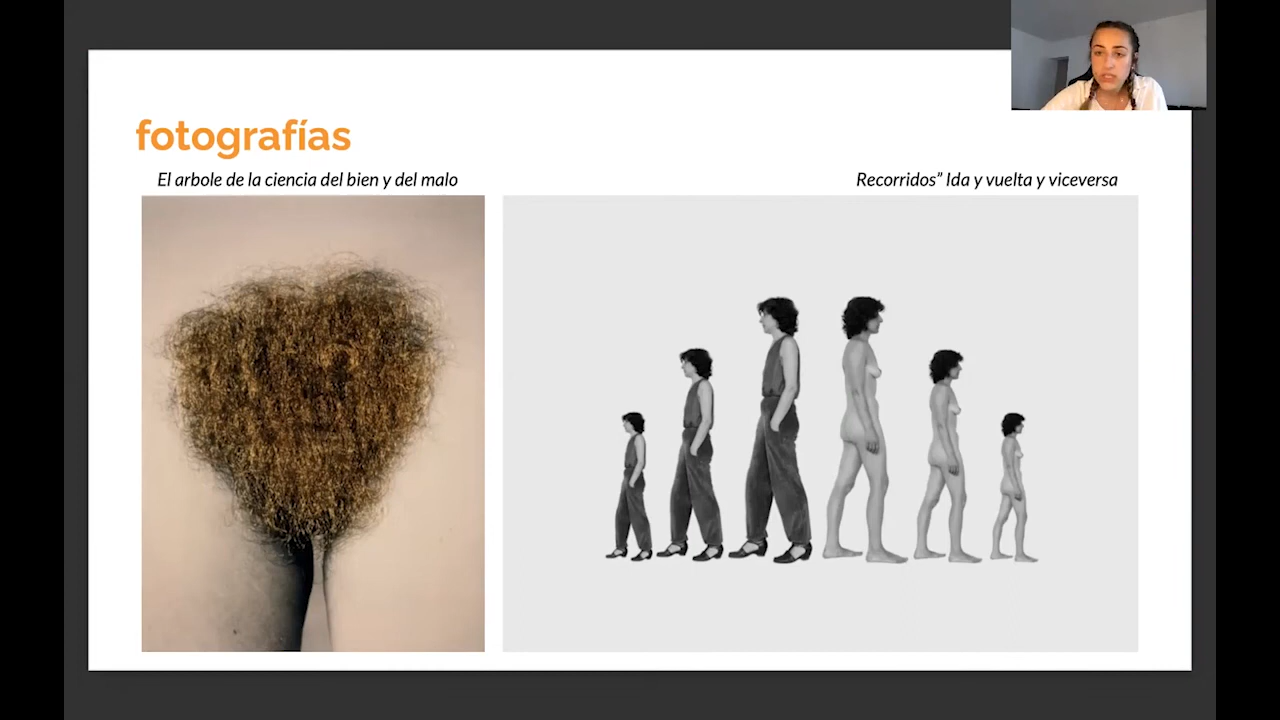 fotografías
El arbole de la ciencia del bien y del malo
Recorridos” Ida y vuelta y viceversa